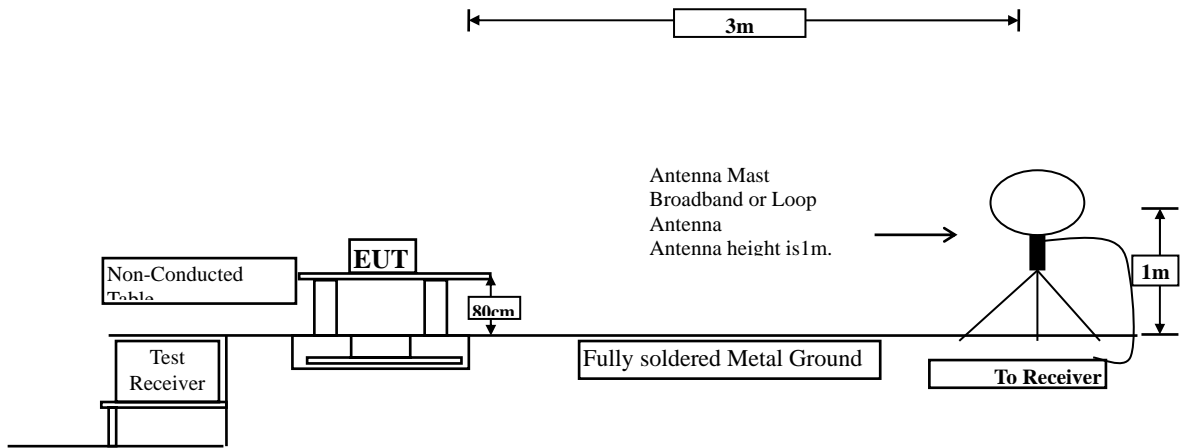 3m
Antenna Mast
Broadband or Loop
Antenna
Antenna height is1m.
EUT
Non-Conducted
Table
80cm
1m
Test
Receiver
Fully soldered Metal Ground
To Receiver